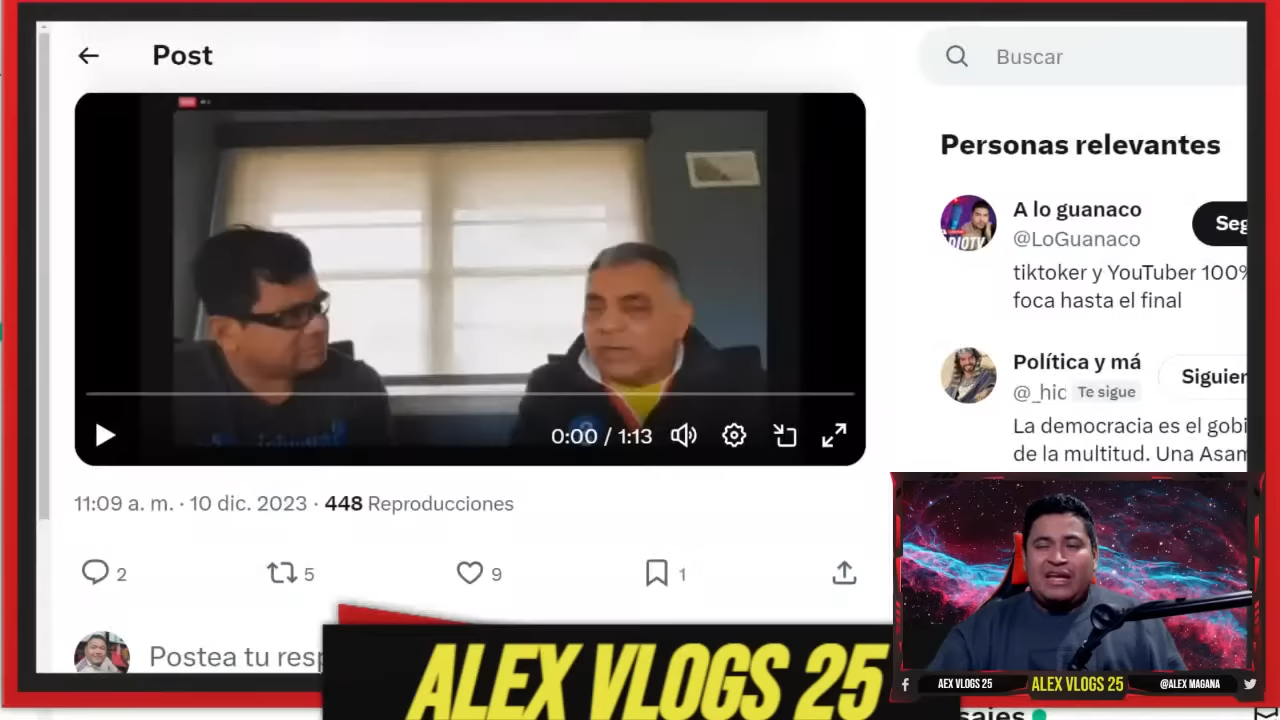 Post
Buscar
Personas relevantes
A lo guanaco
@LoGuanaco
Seg
tiktoker y YouTuber 100%
foca hasta el final
Política y má
@_hic Te sigue
Siguien
La democracia es el gobi
de la multitud. Una Asam
0:00 / 1:13
11:09 a. m. · 10 dic. 2023 · 448 Reproducciones
2
5
9
1
Postea tu resp
ALEX VLOGS 25
AEX VLOGS 25
ALEX VLOGS 25
@ALEX MAGANA
sajes